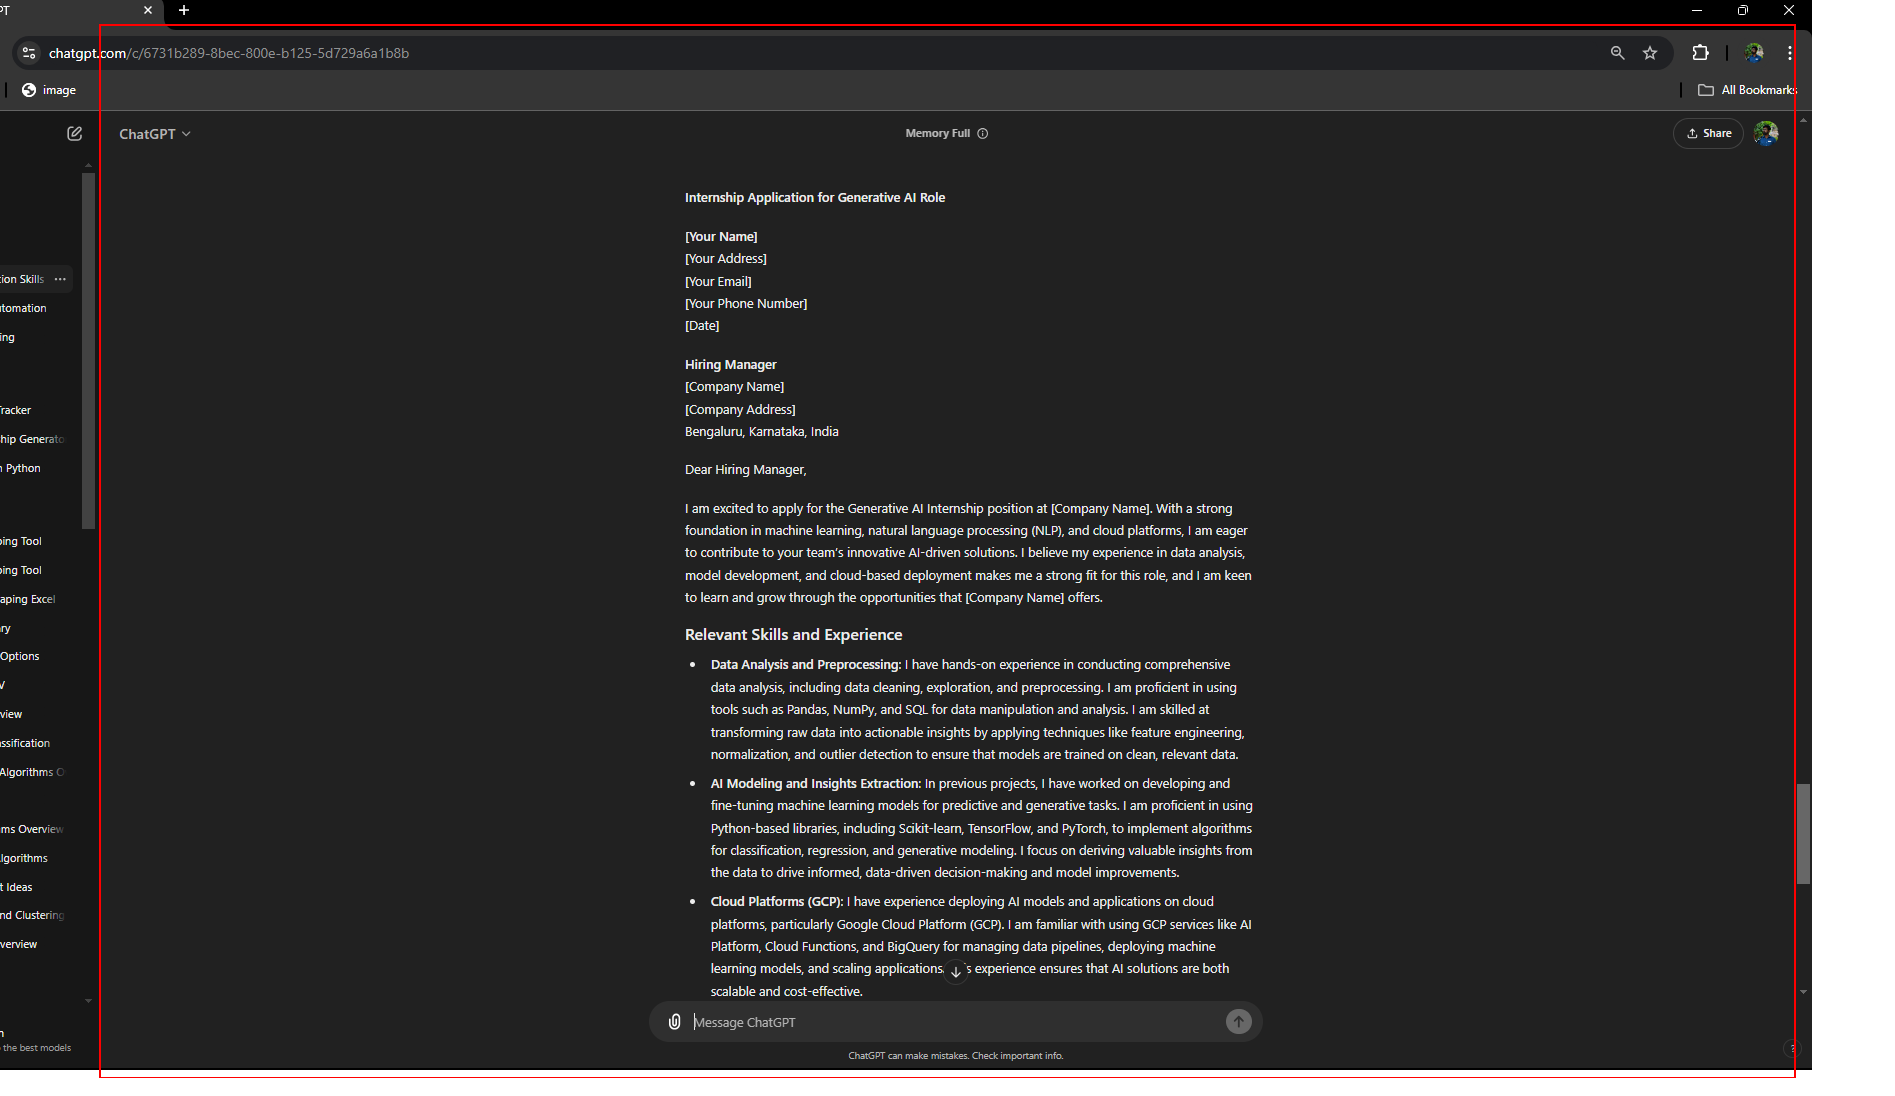 PT
chatgpt.com/c/6731b289-8bec-800e-b125-5d729a6a1b8b
image
All Bookmarks
ChatGPT
Memory Full
Share
ion Skills
tomation
ing
racker
hip Generato
n Python
ping Tool
ping Tool
aping Excel
ry
Options
V
view
ssification
Algorithms O
ms Overview
lgorithms
t Ideas
nd Clustering
verview
n
the best models
Internship Application for Generative AI Role
[Your Name]
[Your Address]
[Your Email]
[Your Phone Number]
[Date]
Hiring Manager
[Company Name]
[Company Address]
Bengaluru, Karnataka, India
Dear Hiring Manager,
I am excited to apply for the Generative AI Internship position at [Company Name]. With a strong
foundation in machine learning, natural language processing (NLP), and cloud platforms, I am eager
to contribute to your team's innovative AI-driven solutions. I believe my experience in data analysis,
model development, and cloud-based deployment makes me a strong fit for this role, and I am keen
to learn and grow through the opportunities that [Company Name] offers.
Relevant Skills and Experience
• Data Analysis and Preprocessing: I have hands-on experience in conducting comprehensive
data analysis, including data cleaning, exploration, and preprocessing. I am proficient in using
tools such as Pandas, NumPy, and SQL for data manipulation and analysis. I am skilled at
transforming raw data into actionable insights by applying techniques like feature engineering,
normalization, and outlier detection to ensure that models are trained on clean, relevant data.
• AI Modeling and Insights Extraction: In previous projects, I have worked on developing and
fine-tuning machine learning models for predictive and generative tasks. I am proficient in using
Python-based libraries, including Scikit-learn, TensorFlow, and PyTorch, to implement algorithms
for classification, regression, and generative modeling. I focus on deriving valuable insights from
the data to drive informed, data-driven decision-making and model improvements.
• Cloud Platforms (GCP): I have experience deploying AI models and applications on cloud
platforms, particularly Google Cloud Platform (GCP). I am familiar with using GCP services like AI
Platform, Cloud Functions, and BigQuery for managing data pipelines, deploying machine
learning models, and scaling applications. s experience ensures that AI solutions are both
scalable and cost-effective.
Message ChatGPT
ChatGPT can make mistakes. Check important info.
?